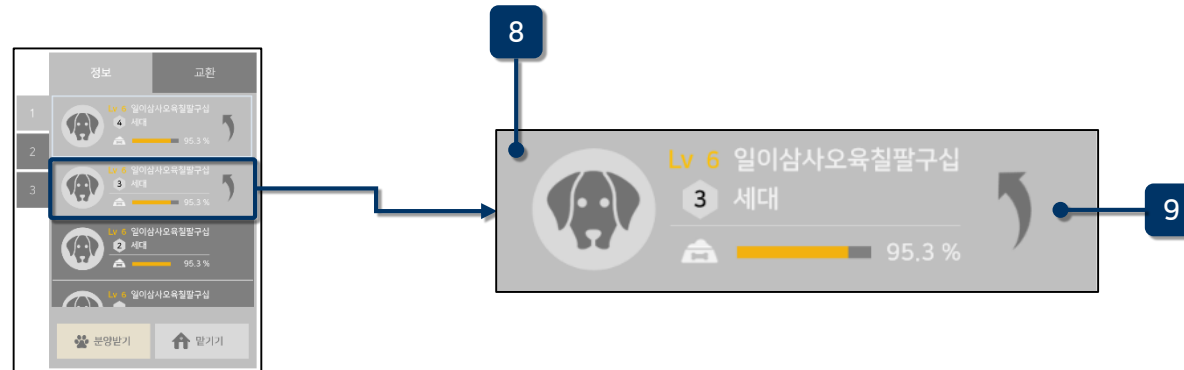 8
정보 교환
1
2
3
Lv 6 일이삼사오육칠팔구십
4 세대
95.3 %
Lv 6 일이삼사오육칠팔구십
3 세대
95.3 %
Lv 6 일이삼사오육칠팔구십
2 세대
95.3 %
Lv 6 일이삼사오육칠팔구십
분양받기 맡기기
Lv 6 일이삼사오육칠팔구십
3 세대
95.3 %
9